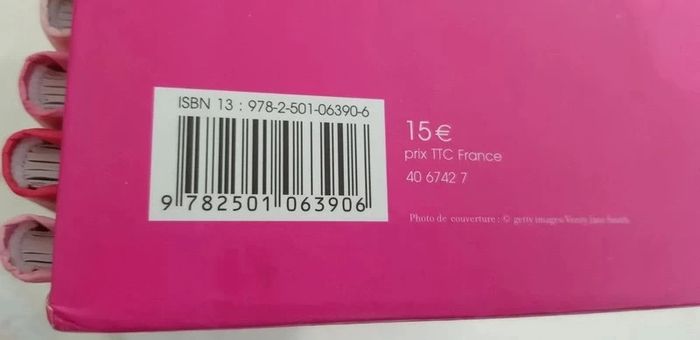 ISBN 13 : 978-2-501-06390-6
9 782501 063906
15€
prix TTC France
40 6742 7
Photo de couverture : © getty images/